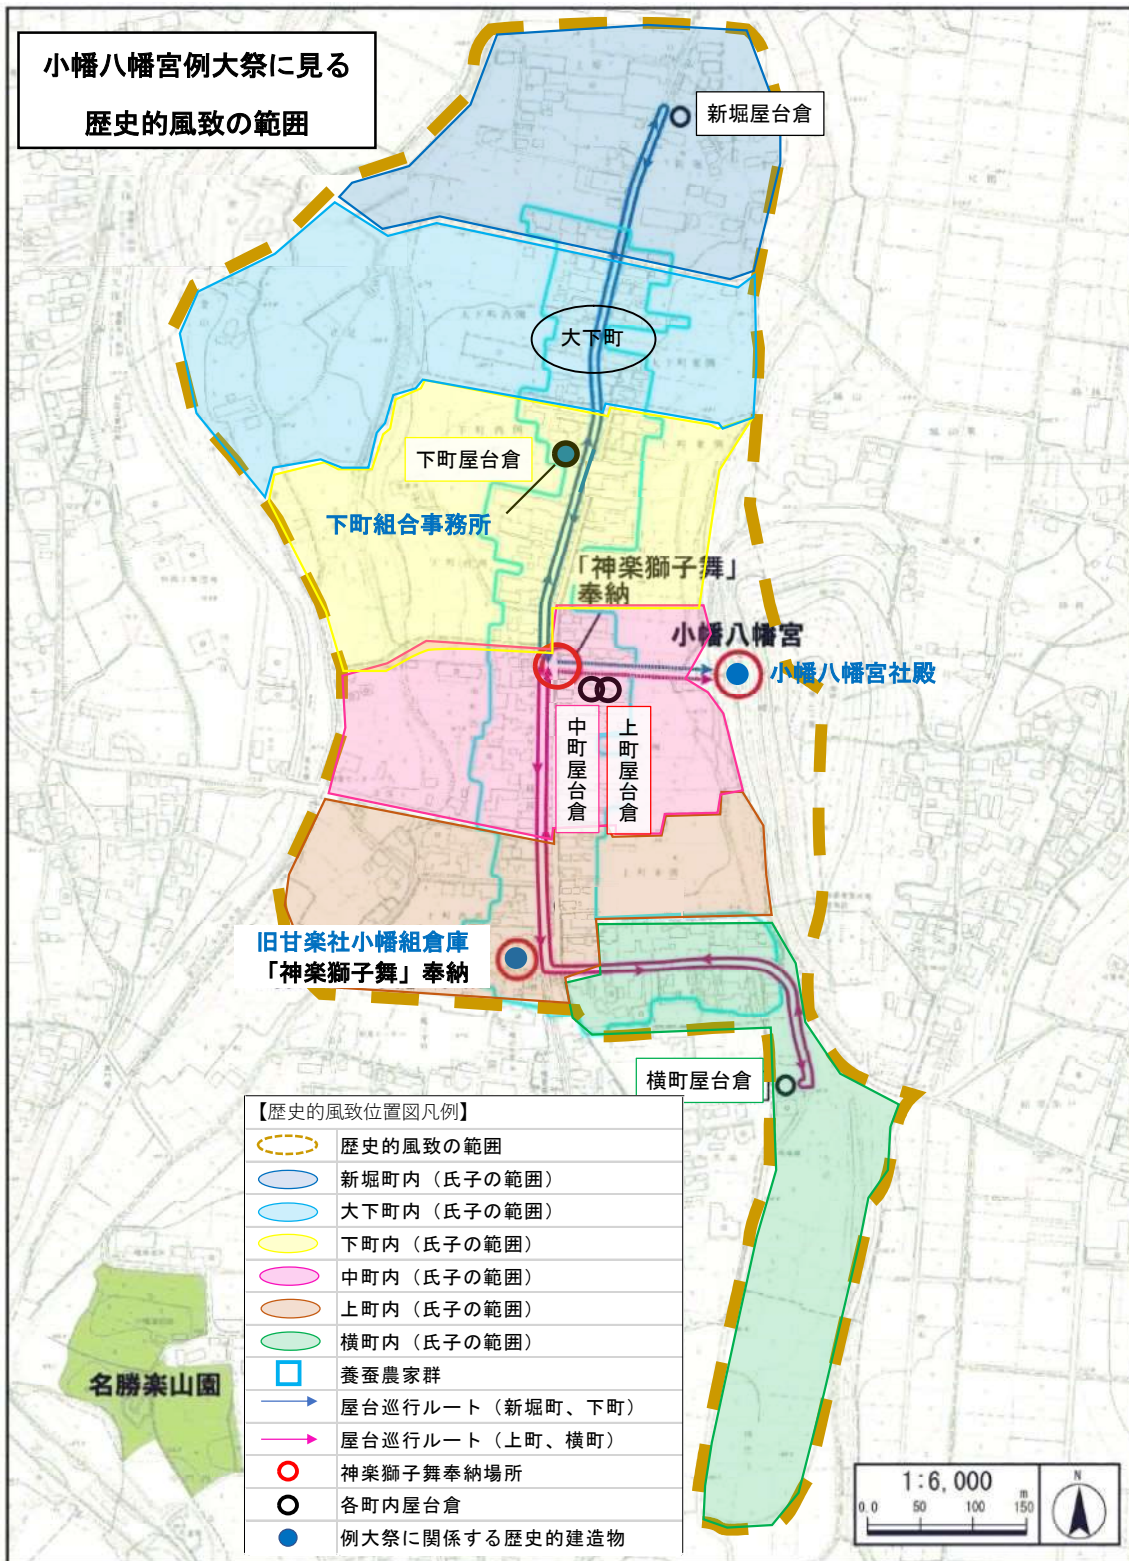 小幡八幡宮例大祭に見る
歴史的風致の範囲
新堀屋台倉
大下町
下町屋台倉
下町組合事務所
「神楽獅子舞」
奉納
小幡八幡宮
小幡八幡宮社殿
中町屋台倉
上町屋台倉
旧甘楽社小幡組倉庫
「神楽獅子舞」奉納
横町屋台倉
【歴史的風致位置図凡例】
歴史的風致の範囲
新堀町内（氏子の範囲）
大下町内（氏子の範囲）
下町内（氏子の範囲）
中町内（氏子の範囲）
上町内（氏子の範囲）
横町内（氏子の範囲）
養蚕農家群
屋台巡行ルート（新堀町、下町）
屋台巡行ルート（上町、横町）
神楽獅子舞奉納場所
各町内屋台倉
例大祭に関係する歴史的建造物
名勝楽山園
1:6,000
m
0.0 50 100 150
N